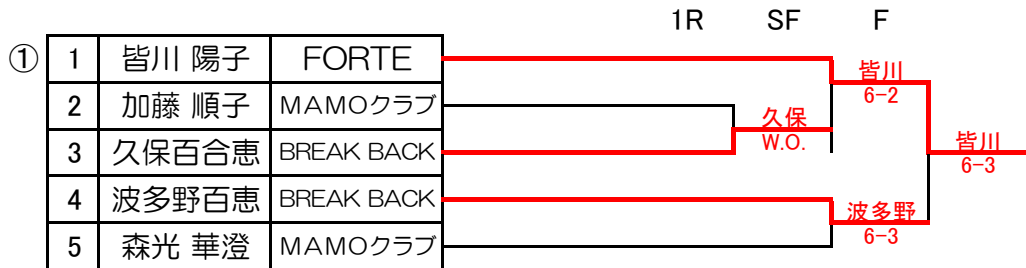 1R SF F
① 1 皆川 陽子 FORTE
皆川
6-2
2 加藤 順子 MAMOクラブ
久保
W.O.
3 久保百合恵 BREAK BACK
皆川
6-3
4 波多野百恵 BREAK BACK
波多野
6-3
5 森光 華澄 MAMOクラブ